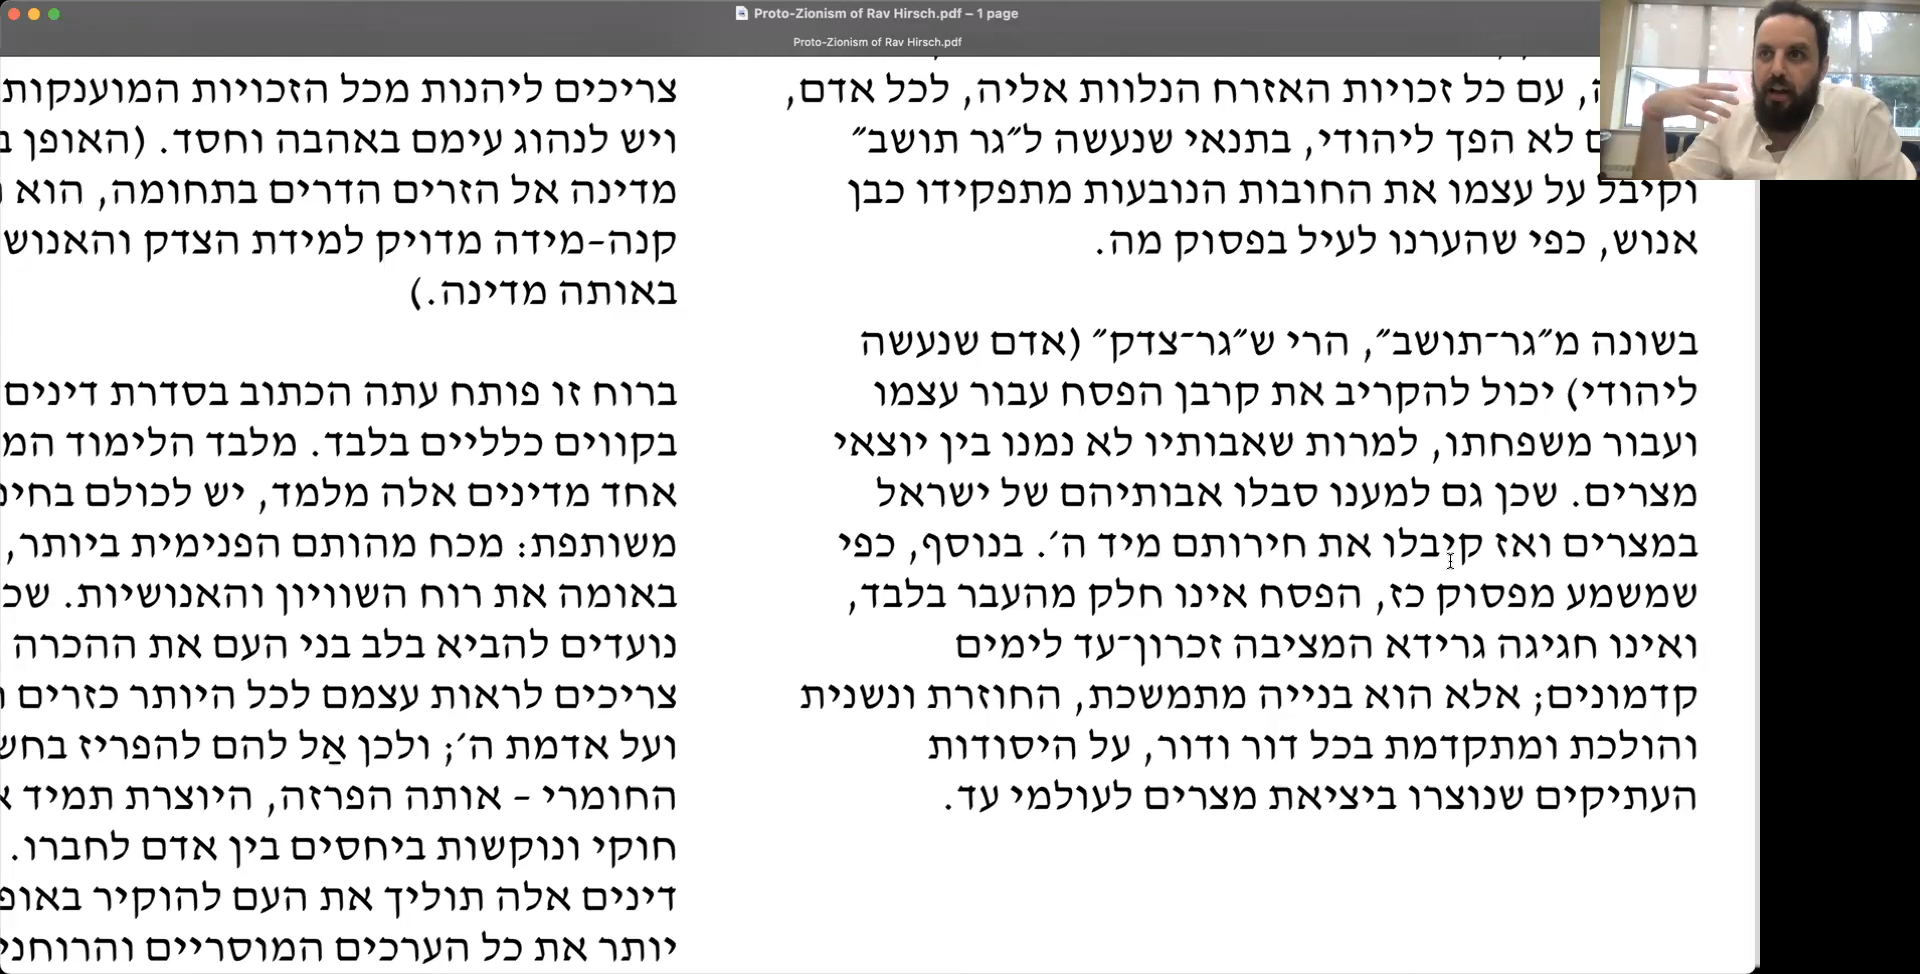 Proto-Zionism of Rav Hirsch.pdf – 1 page
Proto-Zionism of Rav Hirsch.pdf
ה, עם כל זכויות האזרח הנלוות אליה, לכל אדם,
ם לא הפך ליהודי, בתנאי שנעשה ל״גר תושב״
וקיבל על עצמו את החובות הנובעות מתפקידו כבן
אנוש, כפי שהערנו לעיל בפסוק מה.
בשונה מ״גר־תושב״, הרי ש״גר־צדק״ (אדם שנעשה
ליהודי) יכול להקריב את קרבן הפסח עבור עצמו
ועבור משפחתו, למרות שאבותיו לא נמנו בין יוצאי
מצרים. שכן גם למענו סבלו אבותיהם של ישראל
במצרים ואז קיבלו את חירותם מיד ה׳. בנוסף, כפי
שמשמע מפסוק כז, הפסח אינו חלק מהעבר בלבד,
ואינו חגיגה גרידא המציבה זכרון־עד לימים
קדמונים; אלא הוא בנייה מתמשכת, החוזרת ונשנית
והולכת ומתקדמת בכל דור ודור, על היסודות
העתיקים שנוצרו ביציאת מצרים לעולמי עד.
צריכים ליהנות מכל הזכויות המוענקות
ויש לנהוג עימם באהבה וחסד. (האופן
מדינה אל הזרים הדרים בתחומה, הוא
קנה-מידה מדויק למידת הצדק והאנוש
באותה מדינה.)
ברוח זו פותח עתה הכתוב בסדרת דינים
בקווים כלליים בלבד. מלבד הלימוד המ
אחד מדינים אלה מלמד, יש לכולם בחי
משותפת: מכח מהותם הפנימית ביותר,
באומה את רוח השוויון והאנושיות. שכ
נועדים להביא בלב בני העם את ההכרה
צריכים לראות עצמם לכל היותר כזרים
ועל אדמת ה׳; ולכן אַל להם להפריז בחש
החומרי - אותה הפרזה, היוצרת תמיד
חוקי ונוקשות ביחסים בין אדם לחברו.
דינים אלה תוליך את העם להוקיר באופ
יותר את כל הערכים המוסריים והרוחני